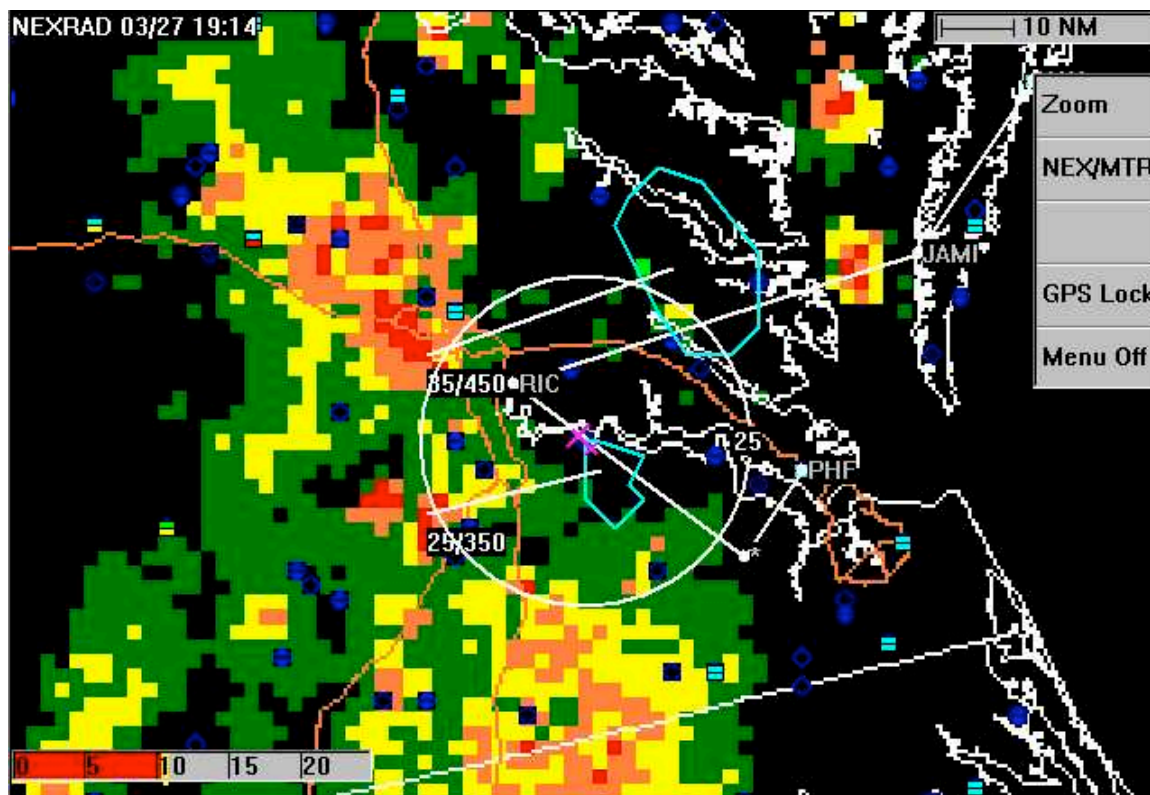 NEXRAD 03/27 19:14
10 NM
Zoom
NEX/MTR
JAMI
GPS Lock
Menu Off
85/450
RIC
25
PHF
25/350
*
0 5 10 15 20